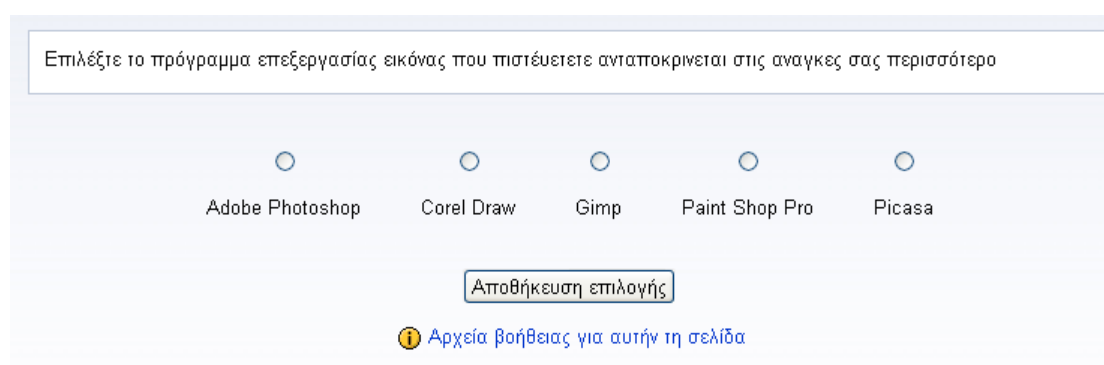 Επιλέξτε το πρόγραμμα επεξεργασίας εικόνας που πιστέυετετε ανταποκρινεται στις αναγκες σας περισσότερο
Adobe Photoshop Corel Draw Gimp Paint Shop Pro Picasa
Αποθήκευση επιλογής
Αρχεία βοήθειας για αυτήν τη σελίδα